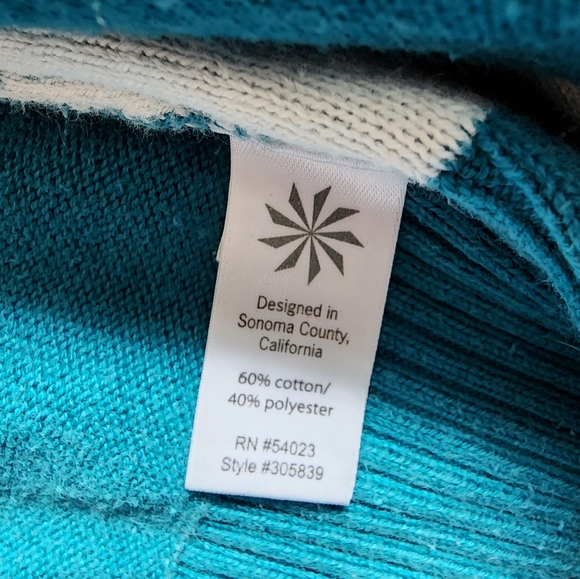 Designed in
Sonoma County,
California
60% cotton/
40% polyester
RN #54023
Style #305839